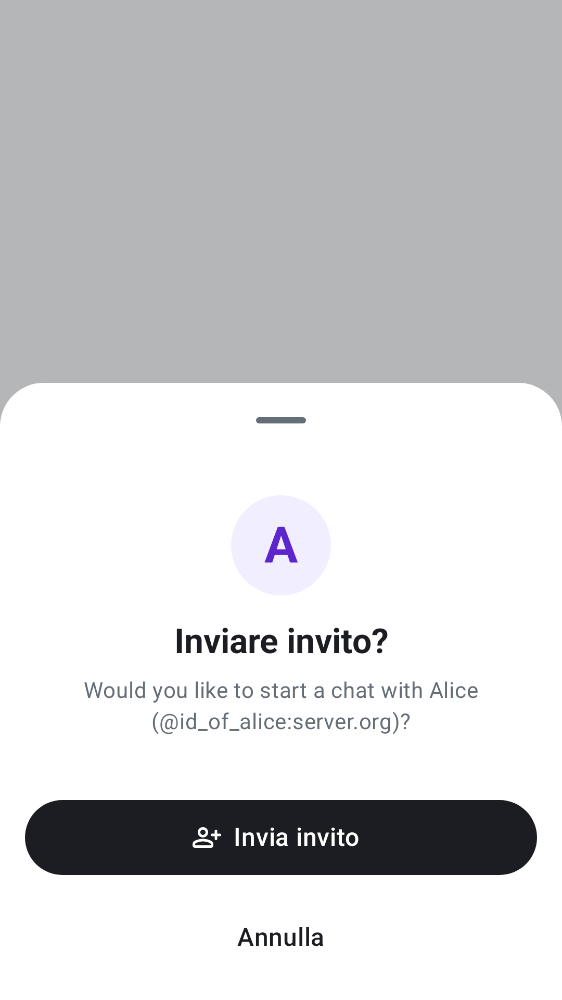 A
Inviare invito?
Would you like to start a chat with Alice
(@id_of_alice:server.org)?
Invia invito
Annulla